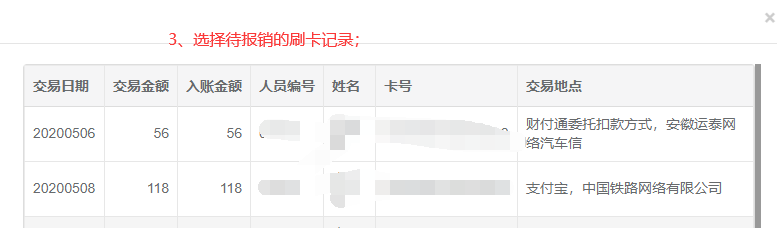 3、选择待报销的刷卡记录；
交易日期 交易金额 入账金额 人员编号 姓名 卡号 交易地点
20200506 56 56 财付通委托扣款方式，安徽运泰网
络汽车信
20200508 118 118 支付宝，中国铁路网络有限公司